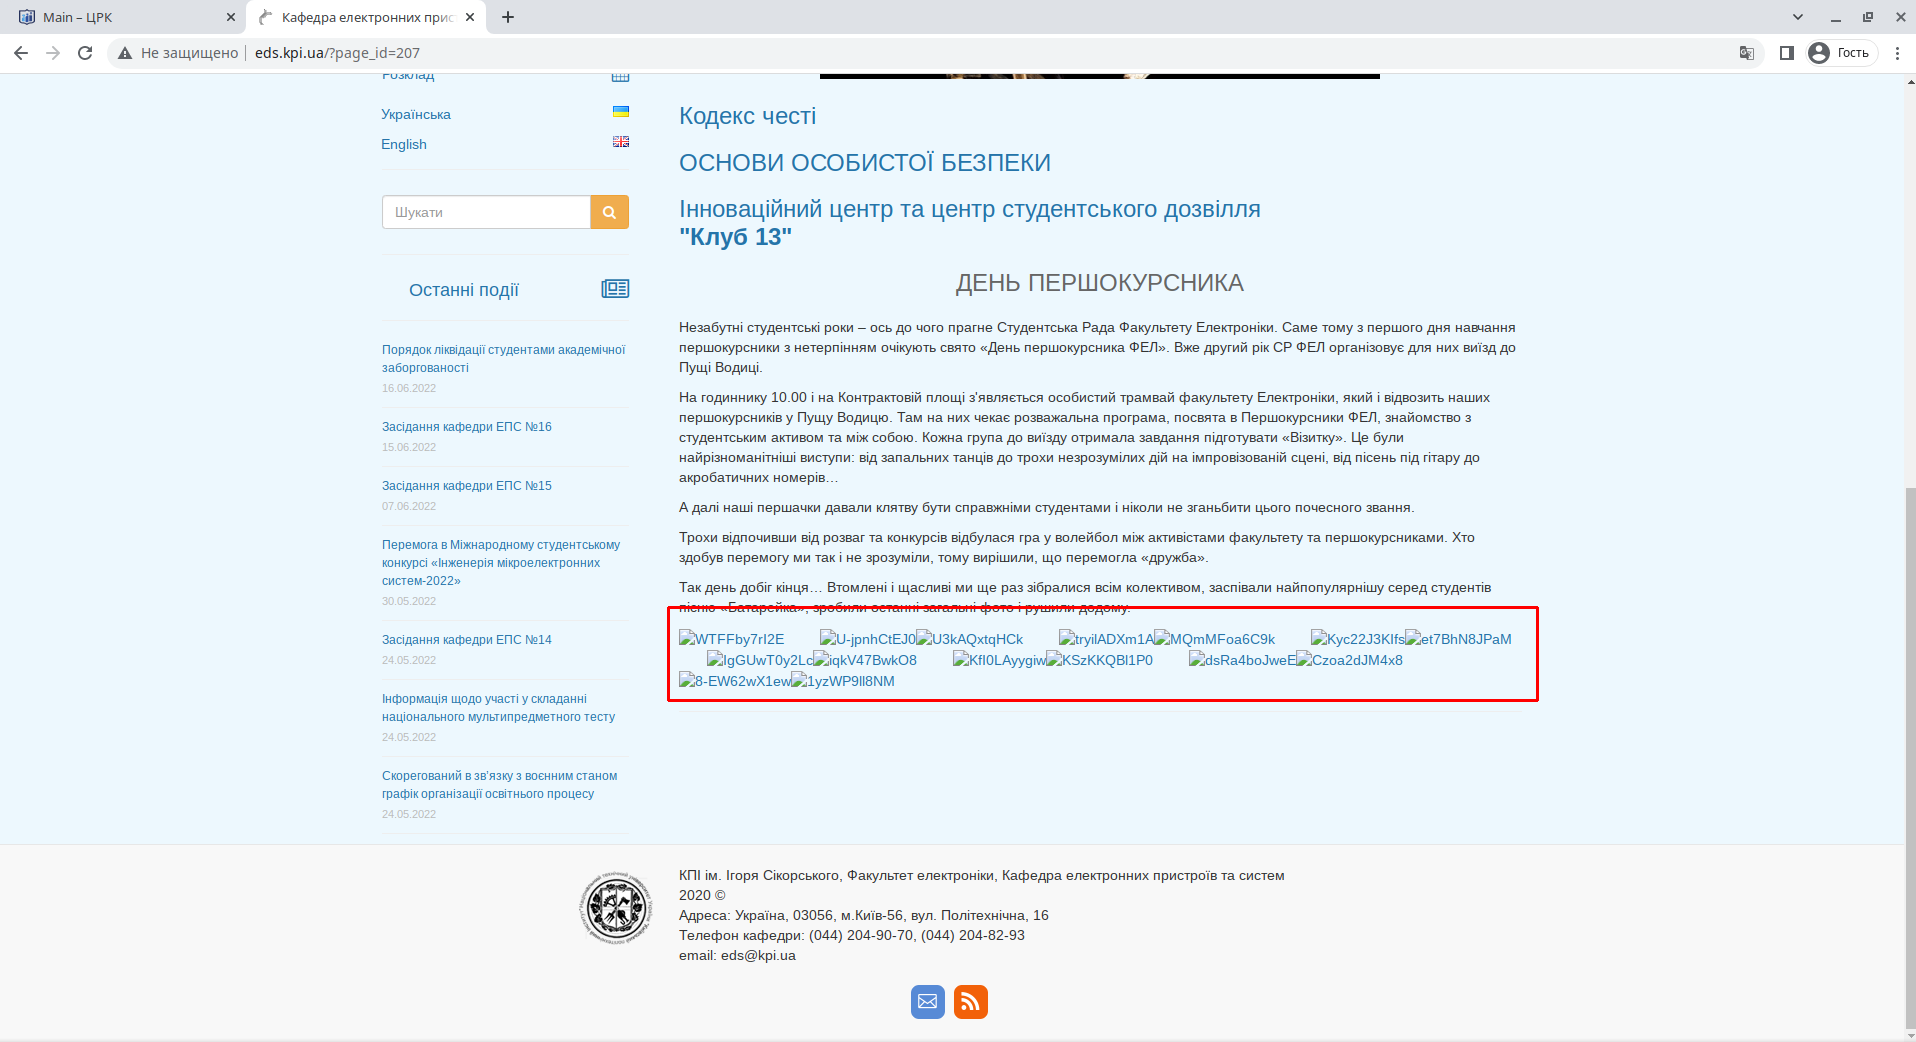 Main – ЦРК
Кафедра електронних прист
Не защищено
eds.kpi.ua/?page_id=207
Гость
Розклад
Українська
English
Шукати
Останні події
Порядок ліквідації студентами академічної
заборгованості
16.06.2022
Засідання кафедри ЕПС №16
15.06.2022
Засідання кафедри ЕПС №15
07.06.2022
Перемога в Міжнародному студентському
конкурсі «Інженерія мікроелектронних
систем-2022»
30.05.2022
Засідання кафедри ЕПС №14
24.05.2022
Інформація щодо участі у складанні
національного мультипредметного тесту
24.05.2022
Скорегований в зв'язку з воєнним станом
графік організації освітнього процесу
24.05.2022
Кодекс честі
ОСНОВИ ОСОБИСТОЇ БЕЗПЕКИ
Інноваційний центр та центр студентського дозвілля
"Клуб 13"
ДЕНЬ ПЕРШОКУРСНИКА
Незабутні студентські роки – ось до чого прагне Студентська Рада Факультету Електроніки. Саме тому з першого дня навчання
першокурсники з нетерпінням очікують свято «День першокурсника ФЕЛ». Вже другий рік СР ФЕЛ організовує для них виїзд до
Пущі Водиці.
На годиннику 10.00 і на Контрактовій площі з'являється особистий трамвай факультету Електроніки, який і відвозить наших
першокурсників у Пущу Водицю. Там на них чекає розважальна програма, посвята в Першокурсники ФЕЛ, знайомство з
студентським активом та між собою. Кожна група до виїзду отримала завдання підготувати «Візитку». Це були
найрізноманітніші виступи: від запальних танців до трохи незрозумілих дій на імпровізованій сцені, від пісень під гітару до
акробатичних номерів…
А далі наші першачки давали клятву бути справжніми студентами і ніколи не зганьбити цього почесного звання.
Трохи відпочивши від розваг та конкурсів відбулася гра у волейбол між активістами факультету та першокурсниками. Хто
здобув перемогу ми так і не зрозуміли, тому вирішили, що перемогла «дружба».
Так день добіг кінця… Втомлені і щасливі ми ще раз зібралися всім колективом, заспівали найпопулярнішу серед студентів
пісню «Батарейка», зробили останні загальні фото і рушили додому.
WTFFby7rI2E U-jpnhCtEJ0 U3kAQxtqHCk tryilADXm1A MQmMFoa6C9k Kyc22J3KIfs et7BhN8JPaM
IgGUwT0y2Lc iqkV47BwkO8 KfI0LAyygiw KSzKKQBl1P0 dsRa4boJweE Czoa2dJM4x8
8-EW62wX1ew 1yzWP9ll8NM
КПІ ім. Ігоря Сікорського, Факультет електроніки, Кафедра електронних пристроїв та систем
2020 ©
Адреса: Україна, 03056, м.Київ-56, вул. Політехнічна, 16
Телефон кафедри: (044) 204-90-70, (044) 204-82-93
email: eds@kpi.ua